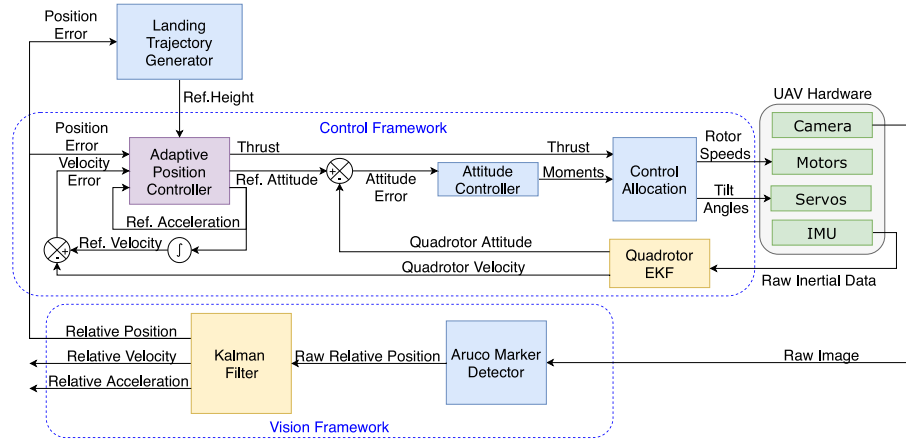 Position
Error
Landing
Trajectory
Generator
Ref.Height
UAV Hardware
Control Framework
Position
Error
Velocity
Error
Adaptive
Position
Controller
Thrust
Ref. Attitude
Attitude
Error
Attitude
Controller
Thrust
Moments
Control
Allocation
Rotor
Speeds
Tilt
Angles
Camera
Motors
Servos
IMU
Ref. Acceleration
Ref. Velocity
∫
+
-
+
-
Quadrotor Attitude
Quadrotor Velocity
Quadrotor
EKF
Raw Inertial Data
Relative Position
Relative Velocity
Relative Acceleration
Kalman
Filter
Raw Relative Position
Aruco Marker
Detector
Raw Image
Vision Framework